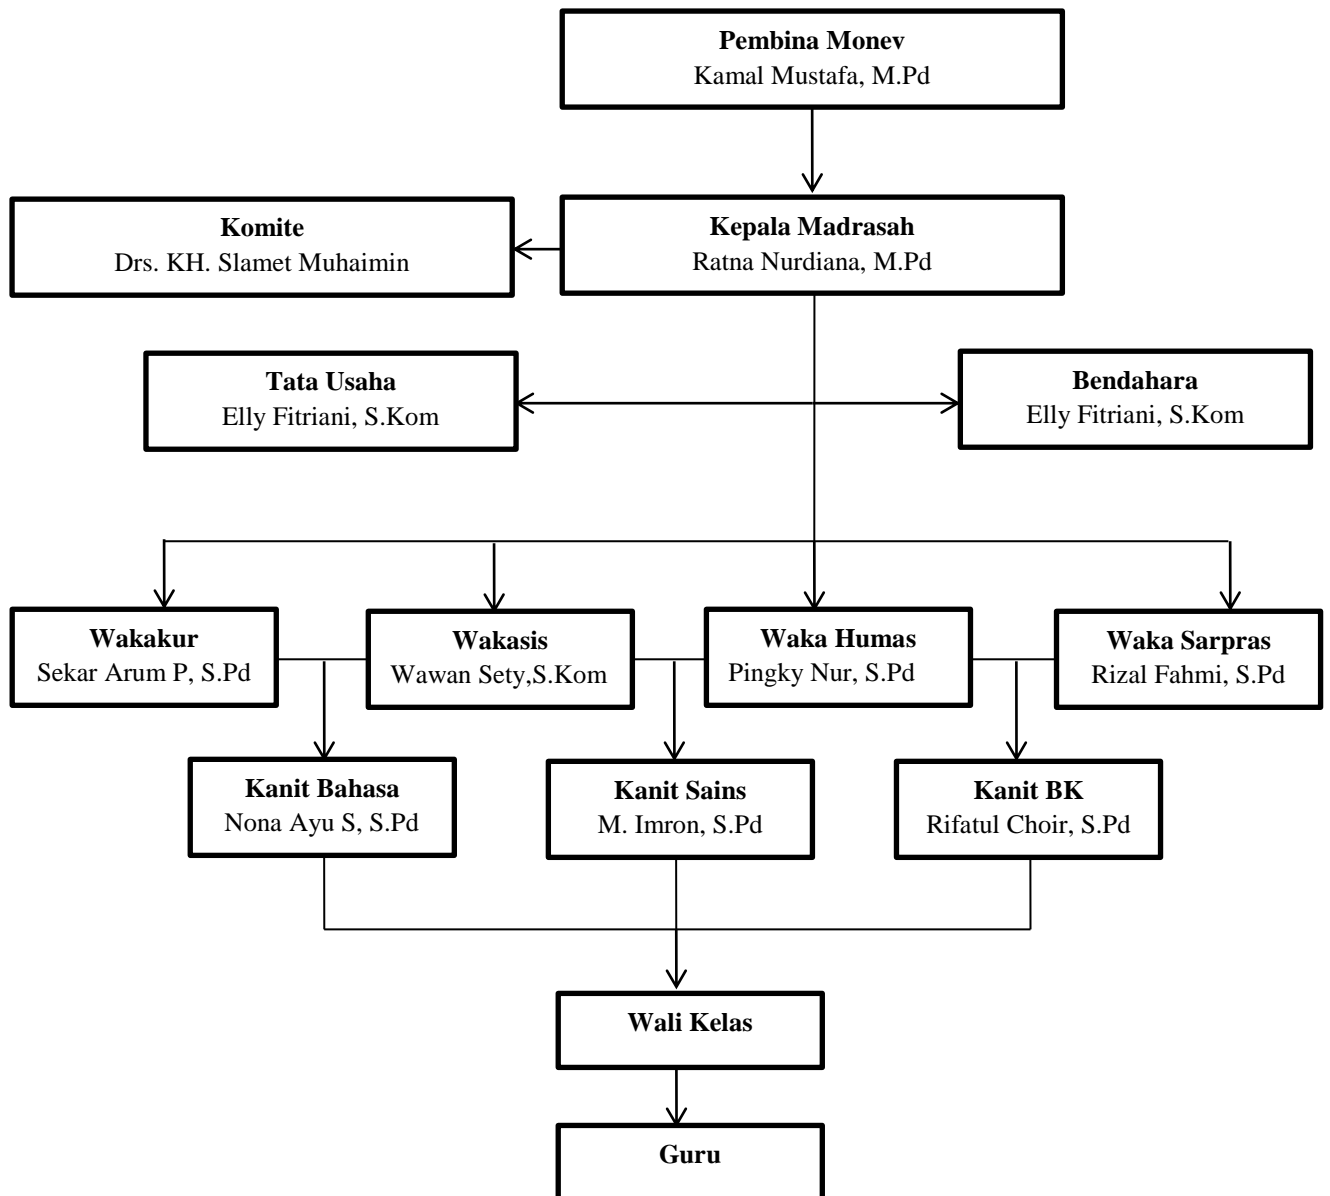 Pembina Monev
Kamal Mustafa, M.Pd
Komite
Drs. KH. Slamet Muhaimin
Kepala Madrasah
Ratna Nurdiana, M.Pd
Tata Usaha
Elly Fitriani, S.Kom
Bendahara
Elly Fitriani, S.Kom
Wakakur
Sekar Arum P, S.Pd
Wakasis
Wawan Sety,S.Kom
Waka Humas
Pingky Nur, S.Pd
Waka Sarpras
Rizal Fahmi, S.Pd
Kanit Bahasa
Nona Ayu S, S.Pd
Kanit Sains
M. Imron, S.Pd
Kanit BK
Rifatul Choir, S.Pd
Wali Kelas
Guru